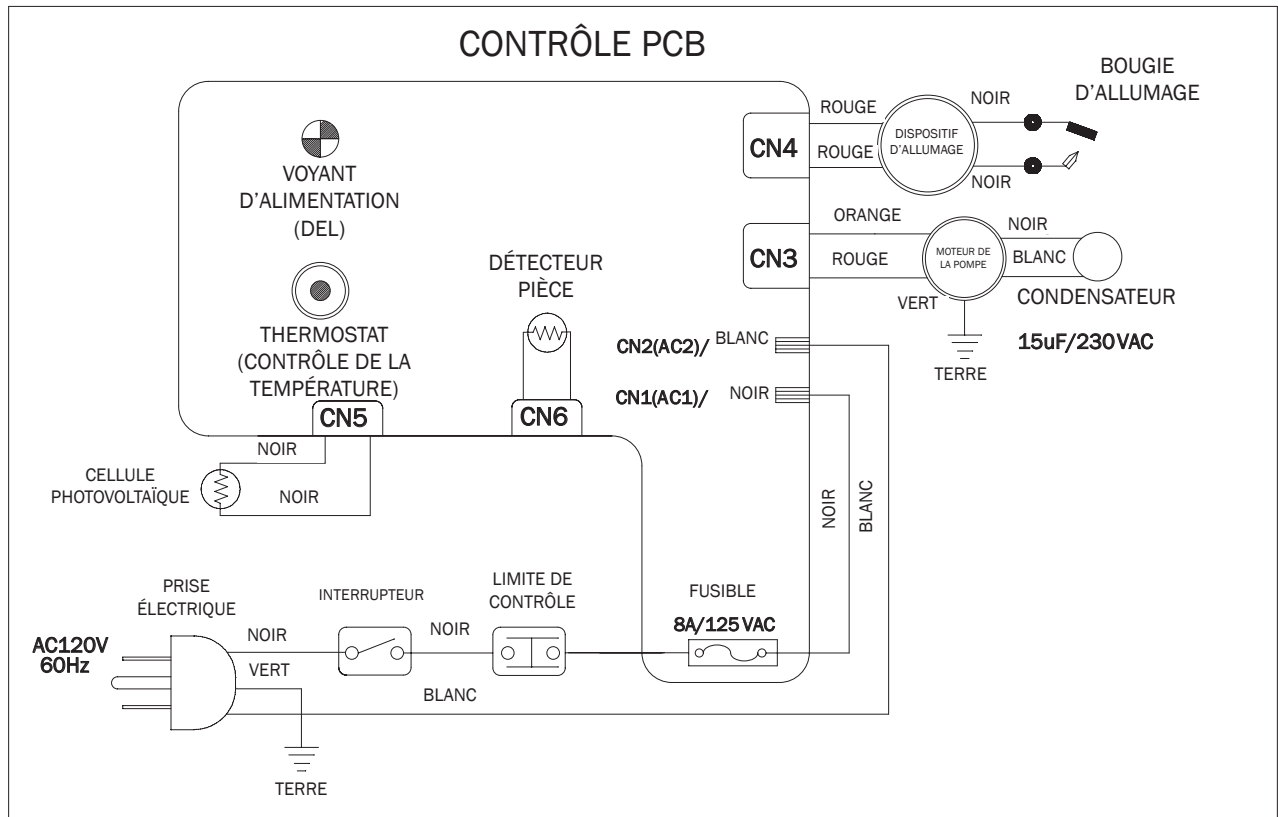 CONTRÔLE PCB
BOUGIE
D'ALLUMAGE
ROUGE
NOIR
CN4
DISPOSITIF
D'ALLUMAGE
ROUGE
NOIR
VOYANT
D'ALIMENTATION
(DEL)
ORANGE
NOIR
CN3
MOTEUR DE
LA POMPE
ROUGE
BLANC
VERT
CONDENSATEUR
15uF/230VAC
TERRE
DÉTECTEUR
PIÈCE
THERMOSTAT
(CONTRÔLE DE LA
TEMPÉRATURE)
CN2(AC2)/ BLANC
CN1(AC1)/ NOIR
CN5
CN6
NOIR
CELLULE
PHOTOVOLTAÏQUE
NOIR
NOIR
BLANC
PRISE
ÉLECTRIQUE
INTERRUPTEUR
LIMITE DE
CONTRÔLE
FUSIBLE
8A/125 VAC
AC120V
60Hz
NOIR
NOIR
VERT
BLANC
TERRE